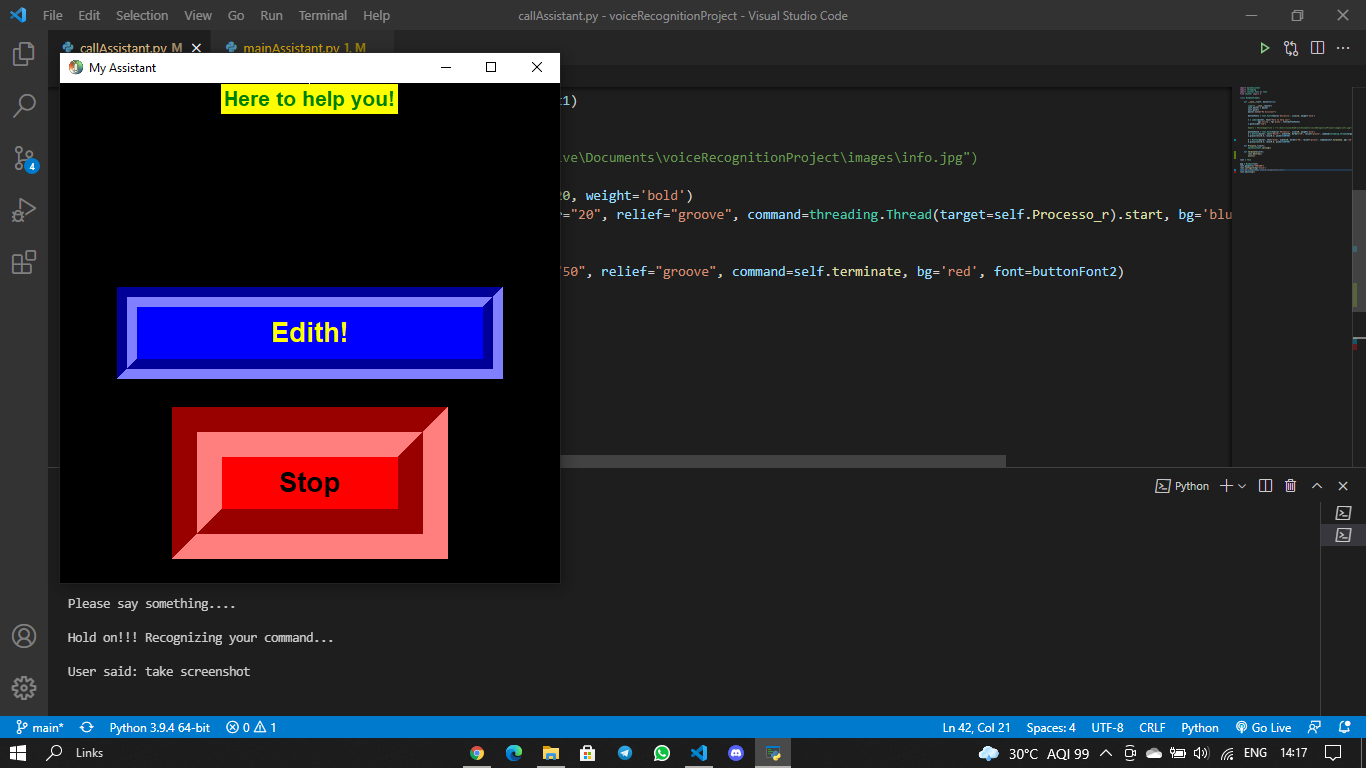 File Edit Selection View Go Run Terminal Help
callAssistant.py - voiceRecognitionProject - Visual Studio Code
callAssistant.py M
mainAssistant.py 1, M
My Assistant
Here to help you!
t1)
ive\Documents\voiceRecognitionProject\images\info.jpg")
20, weight='bold')
="20", relief="groove", command=threading.Thread(target=self.Processo_r).start, bg='blu
50", relief="groove", command=self.terminate, bg='red', font=buttonFont2)
4
Edith!
Stop
Python
Please say something....
Hold on!!! Recognizing your command...
User said: take screenshot
main* Python 3.9.4 64-bit 0 1 Ln 42, Col 21 Spaces: 4 UTF-8 CRLF Python Go Live
Links 30°C AQI 99 ENG 14:17